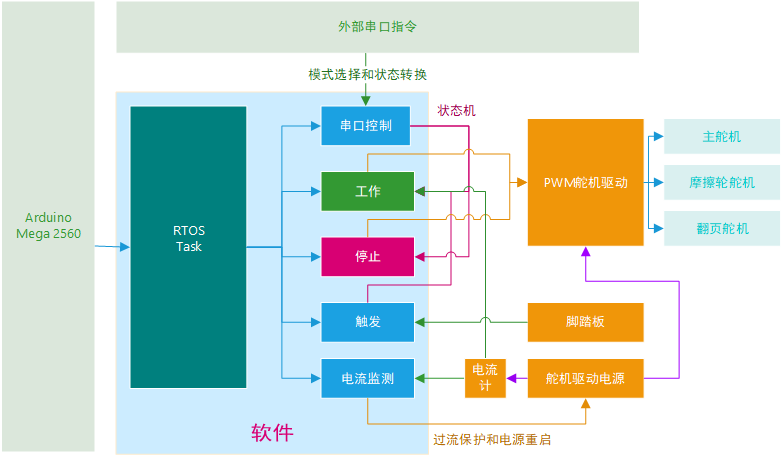 外部串口指令
模式选择和状态转换
状态机
串口控制
主舵机
工作
PWM舵机驱动
摩擦轮舵机
Arduino
Mega 2560
RTOS
Task
停止
翻页舵机
触发
脚踏板
电流监测
电流
计
舵机驱动电源
软件
过流保护和电源重启